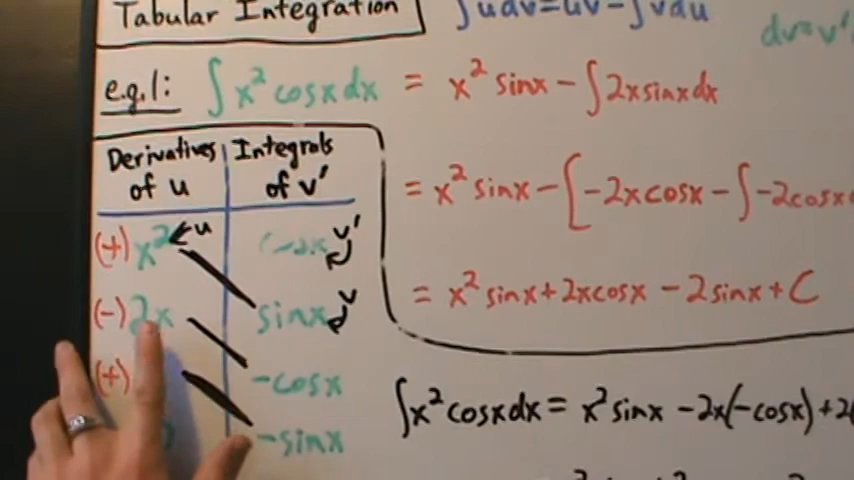 Tabular Integration
∫udv=uv-∫vdu
dv=v'
e.g.1: ∫x²cosxdx = x²sinx-∫2xsinxdx
= x²sinx-[-2xcosx-∫-2cosx
= x²sinx+2xcosx-2sinx+C
Derivatives of u | Integrals of v'
(+) x² ← u
v'
(-) 2x
sinx v
(+)
-cosx
-sinx
∫x²cosxdx = x²sinx-2x(-cosx)+2(